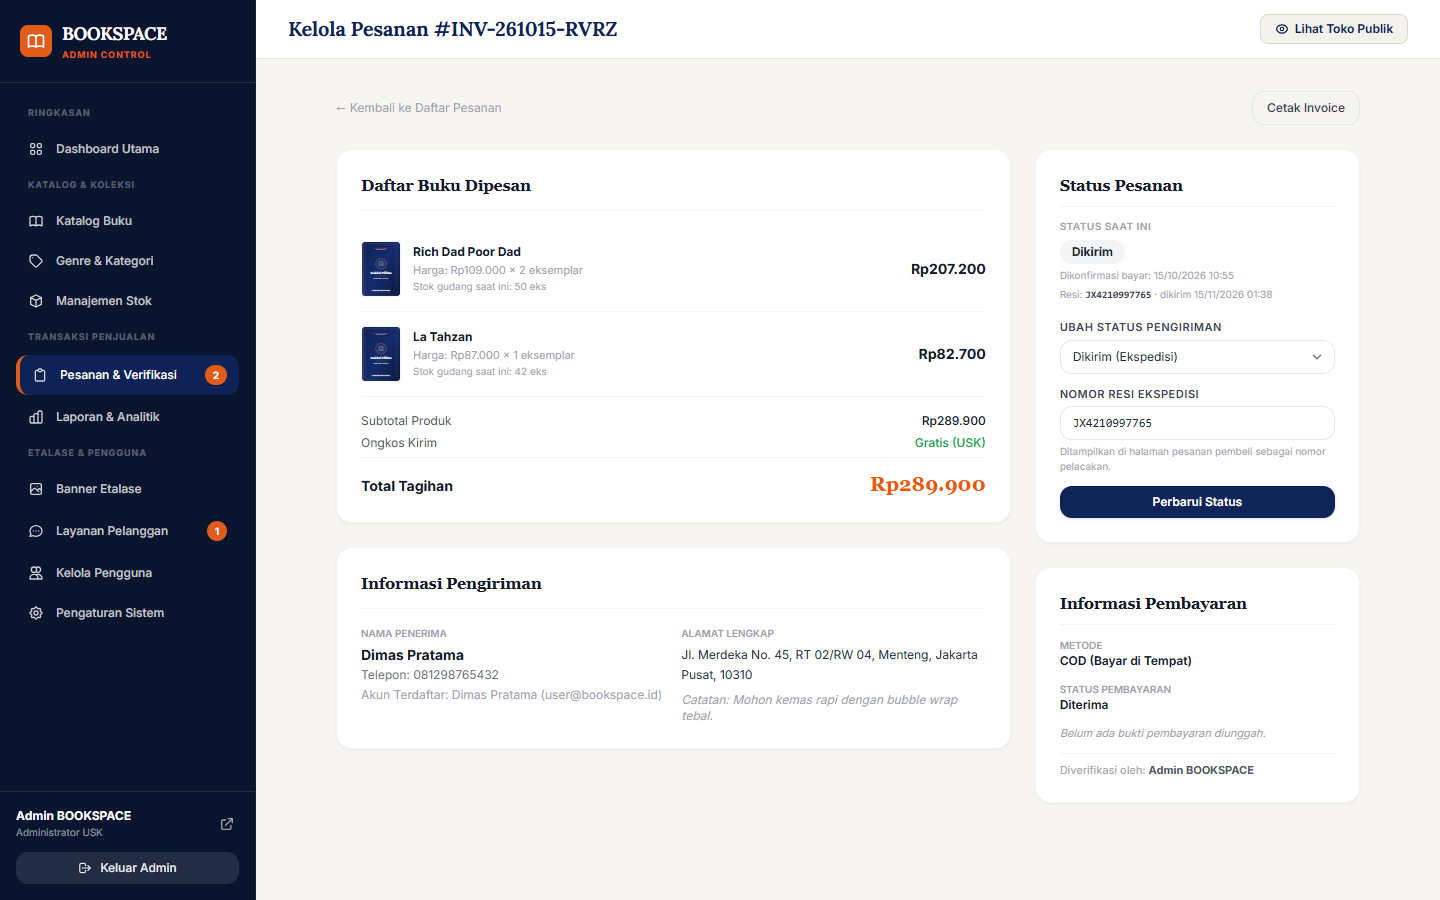 BOOKSPACE
ADMIN CONTROL
RINGKASAN
Dashboard Utama
KATALOG & KOLEKSI
Katalog Buku
Genre & Kategori
Manajemen Stok
TRANSAKSI PENJUALAN
Pesanan & Verifikasi 2
Laporan & Analitik
ETALASE & PENGGUNA
Banner Etalase
Layanan Pelanggan 1
Kelola Pengguna
Pengaturan Sistem
Admin BOOKSPACE
Administrator USK
Keluar Admin
Kelola Pesanan #INV-261015-RVRZ
Lihat Toko Publik
← Kembali ke Daftar Pesanan
Cetak Invoice
Daftar Buku Dipesan
Rich Dad Poor Dad
Harga: Rp109.000 × 2 eksemplar
Stok gudang saat ini: 50 eks
Rp207.200
La Tahzan
Harga: Rp87.000 × 1 eksemplar
Stok gudang saat ini: 42 eks
Rp82.700
Subtotal Produk Rp289.900
Ongkos Kirim Gratis (USK)
Total Tagihan Rp289.900
Informasi Pengiriman
NAMA PENERIMA
Dimas Pratama
Telepon: 081298765432
Akun Terdaftar: Dimas Pratama (user@bookspace.id)
ALAMAT LENGKAP
Jl. Merdeka No. 45, RT 02/RW 04, Menteng, Jakarta
Pusat, 10310
Catatan: Mohon kemas rapi dengan bubble wrap
tebal.
Status Pesanan
STATUS SAAT INI
Dikirim
Dikonfirmasi bayar: 15/10/2026 10:55
Resi: JX4210997765 · dikirim 15/11/2026 01:38
UBAH STATUS PENGIRIMAN
Dikirim (Ekspedisi)
NOMOR RESI EKSPEDISI
JX4210997765
Ditampilkan di halaman pesanan pembeli sebagai nomor
pelacakan.
Perbarui Status
Informasi Pembayaran
METODE
COD (Bayar di Tempat)
STATUS PEMBAYARAN
Diterima
Belum ada bukti pembayaran diunggah.
Diverifikasi oleh: Admin BOOKSPACE